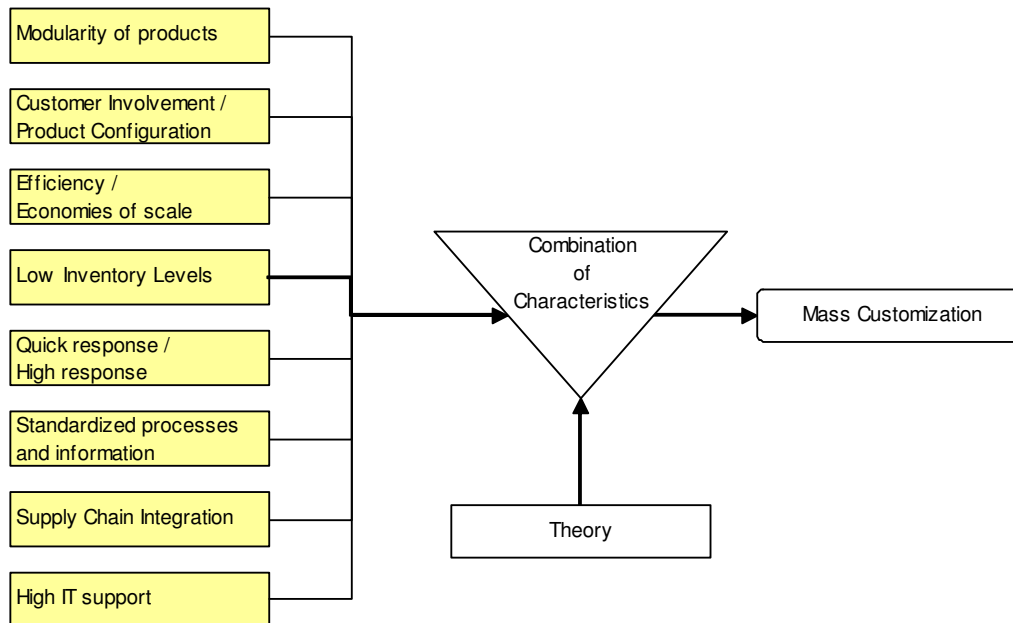 Modularity of products
Customer Involvement /
Product Configuration
Efficiency /
Economies of scale
Low Inventory Levels
Quick response /
High response
Standardized processes
and information
Supply Chain Integration
High IT support
Combination
of
Characteristics
Theory
Mass Customization